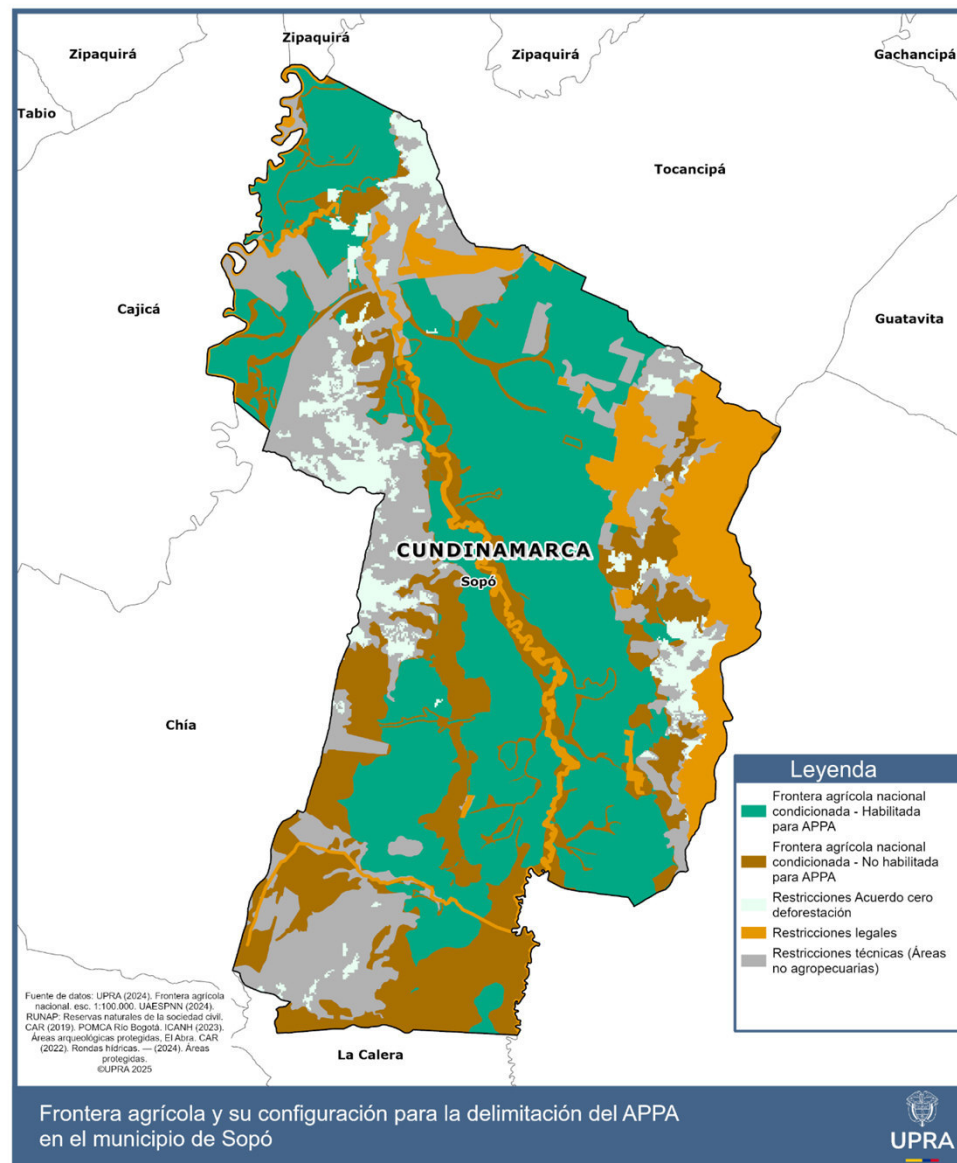 Zipaquirá
Zipaquirá
Zipaquirá
Gachancipá
Tabio
Tocancipá
Cajicá
Guatavita
CUNDINAMARCA
Sopó
Chía
La Calera
Leyenda
Frontera agrícola nacional
condicionada - Habilitada
para APPA
Frontera agrícola nacional
condicionada - No habilitada
para APPA
Restricciones Acuerdo cero
deforestación
Restricciones legales
Restricciones técnicas (Áreas
no agropecuarias)
Fuente de datos: UPRA (2024). Frontera agrícola
nacional. esc. 1:100.000. UAESPNN (2024).
RUNAP: Reservas naturales de la sociedad civil.
CAR (2019). POMCA Río Bogotá. ICANH (2023).
Áreas arqueológicas protegidas, El Abra. CAR
(2022). Rondas hídricas. — (2024). Áreas
protegidas.
©UPRA 2025
Frontera agrícola y su configuración para la delimitación del APPA
en el municipio de Sopó
UPRA